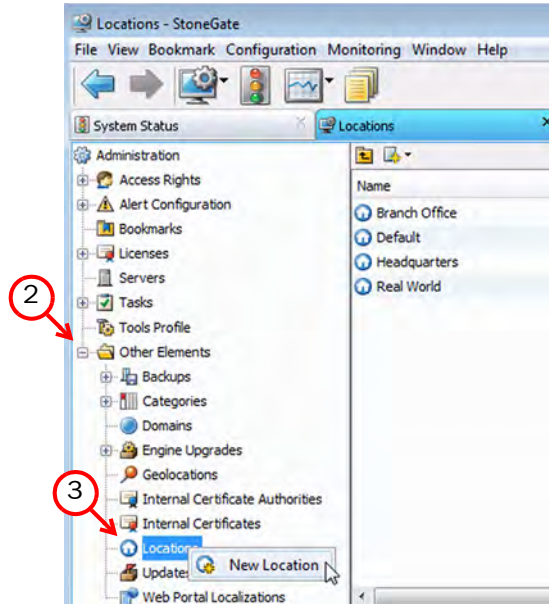 Locations - StoneGate
File View Bookmark Configuration Monitoring Window Help
System Status
Locations
Administration
Access Rights
Alert Configuration
Bookmarks
Licenses
Servers
2
Tasks
Tools Profile
Other Elements
Backups
Categories
Domains
Engine Upgrades
Geolocations
3
Internal Certificate Authorities
Internal Certificates
Locations
New Location
Updates
Web Portal Localizations
Name
Branch Office
Default
Headquarters
Real World